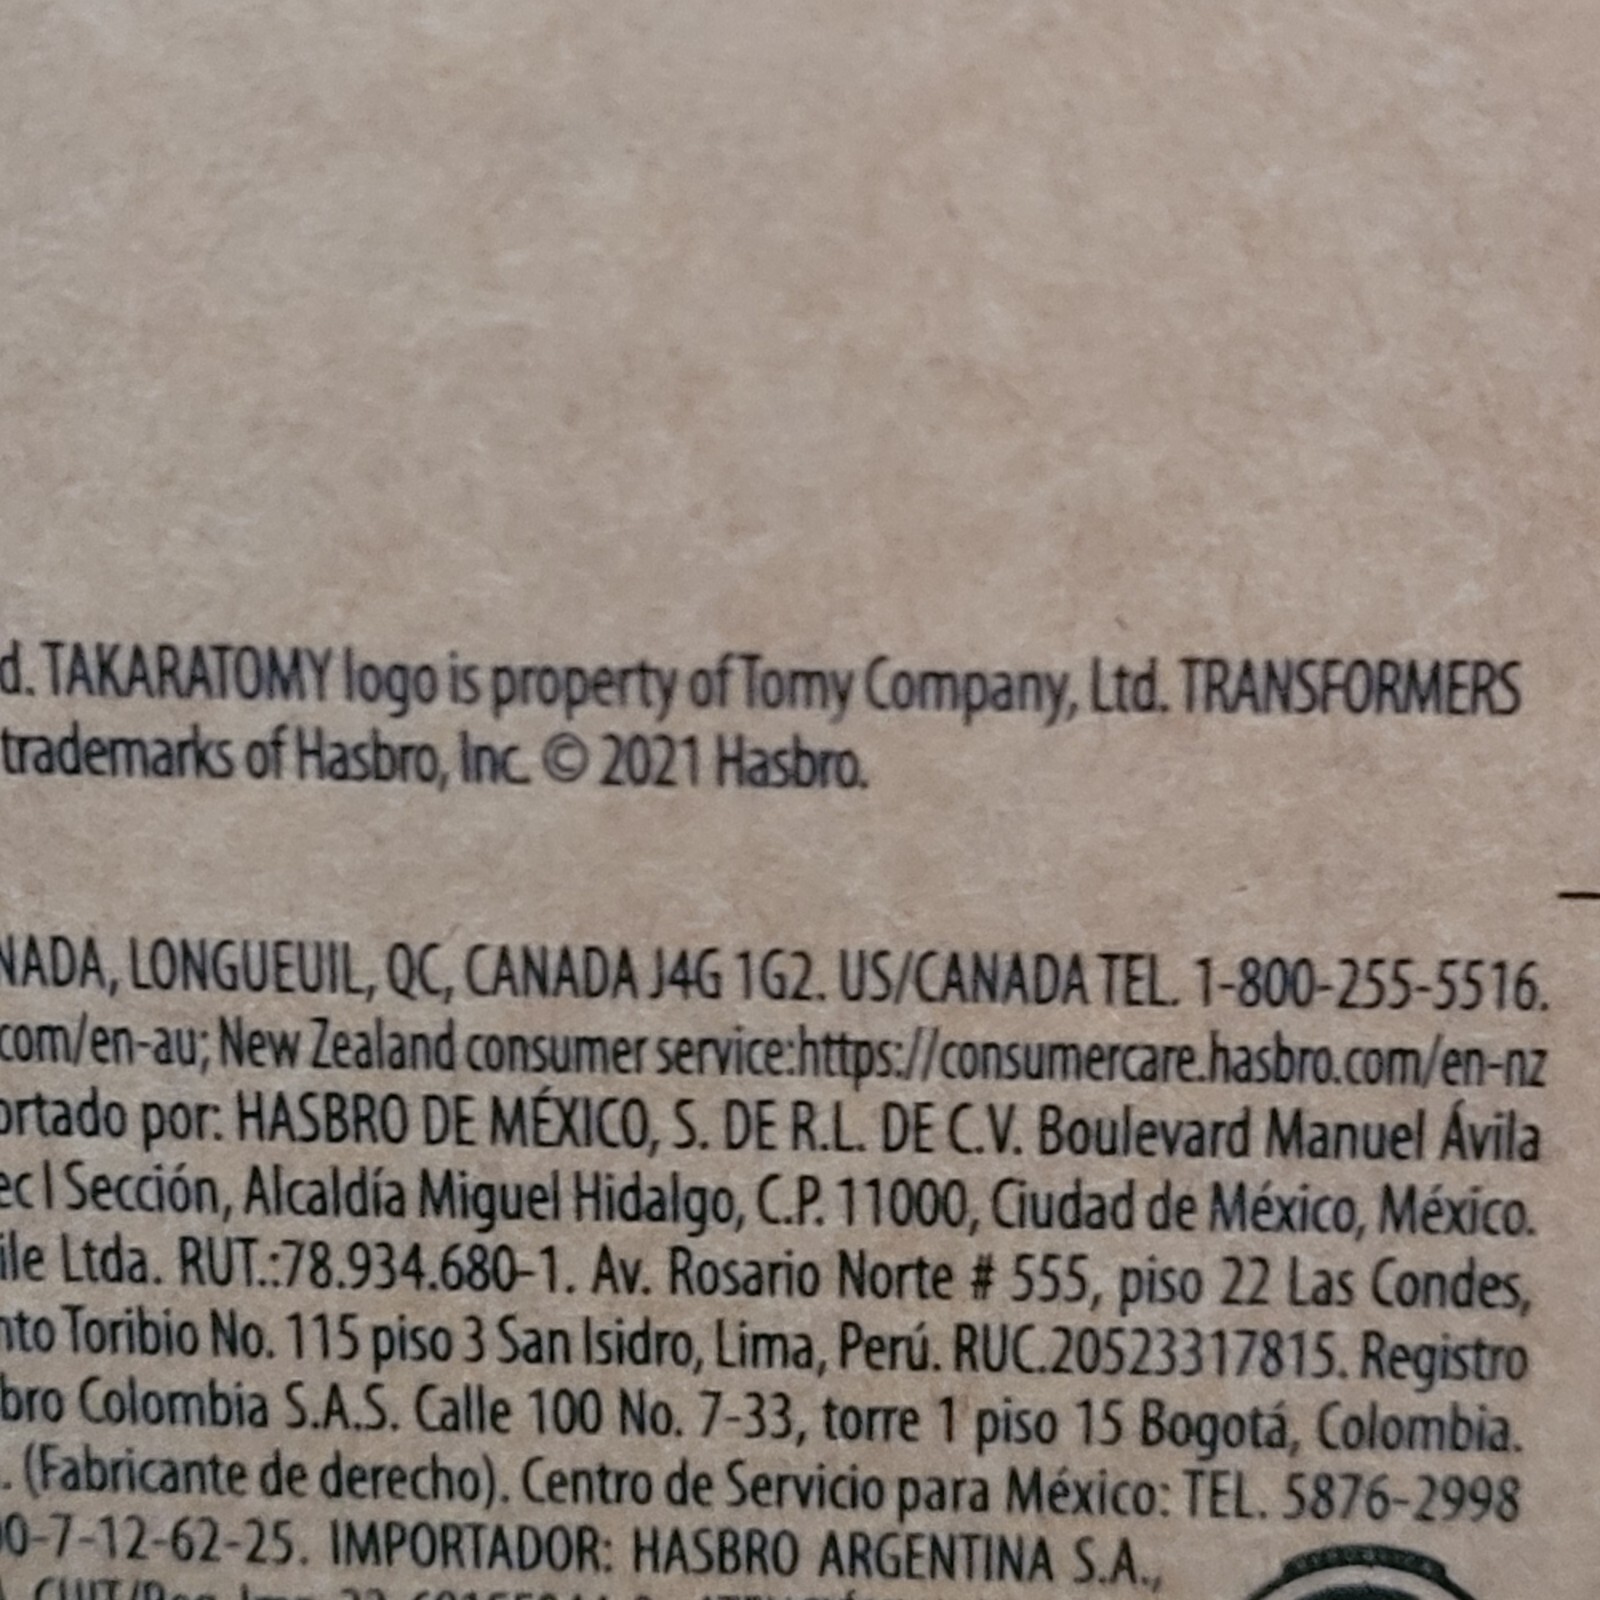 d. TAKARATOMY logo is property of Tomy Company, Ltd. TRANSFORMERS
trademarks of Hasbro, Inc. © 2021 Hasbro.
NADA, LONGUEUIL, QC, CANADA J4G 1G2. US/CANADA TEL. 1-800-255-5516.
com/en-au; New Zealand consumer service:https://consumercare.hasbro.com/en-nz
ortado por: HASBRO DE MÉXICO, S. DE R.L. DE C.V. Boulevard Manuel Ávila
ec I Sección, Alcaldía Miguel Hidalgo, C.P. 11000, Ciudad de México, México.
ile Ltda. RUT.:78.934.680-1. Av. Rosario Norte # 555, piso 22 Las Condes,
nto Toribio No. 115 piso 3 San Isidro, Lima, Perú. RUC.20523317815. Registro
bro Colombia S.A.S. Calle 100 No. 7-33, torre 1 piso 15 Bogotá, Colombia.
. (Fabricante de derecho). Centro de Servicio para México: TEL. 5876-2998
00-7-12-62-25. IMPORTADOR: HASBRO ARGENTINA S.A.,